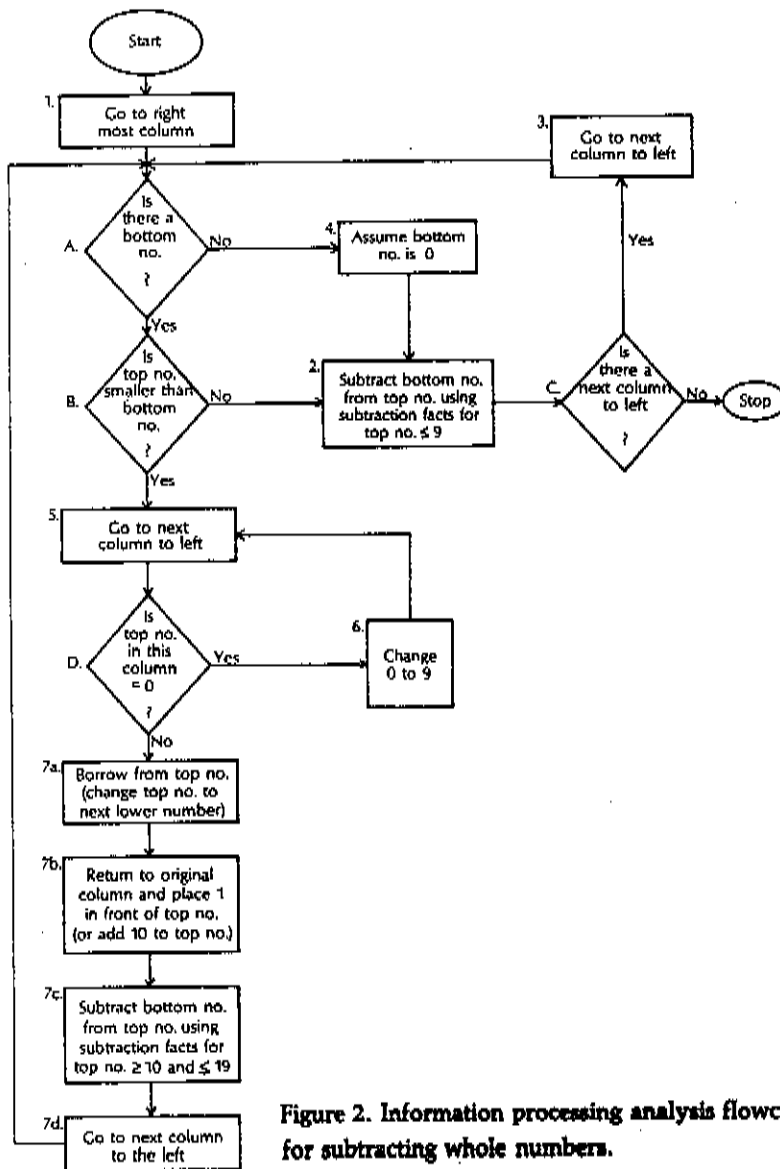 Start
1.
Go to right
most column
3.
Go to next
column to left
A.
Is
there a
bottom
no.
?
No
4.
Assume bottom
no. is 0
Yes
Yes
B.
Is
top no.
smaller than
bottom
no.
?
No
2.
Subtract bottom no.
from top no. using
subtraction facts for
top no. ≤ 9
C.
Is
there a
next column
to left
?
No
Stop
Yes
5.
Go to next
column to left
D.
Is
top no.
in this
column
= 0
?
Yes
6.
Change
0 to 9
No
7a.
Borrow from top no.
(change top no. to
next lower number)
7b.
Return to original
column and place 1
in front of top no.
(or add 10 to top no.)
7c.
Subtract bottom no.
from top no. using
subtraction facts for
top no. ≥ 10 and ≤ 19
7d.
Go to next column
to the left
Figure 2. Information processing analysis flowc
for subtracting whole numbers.